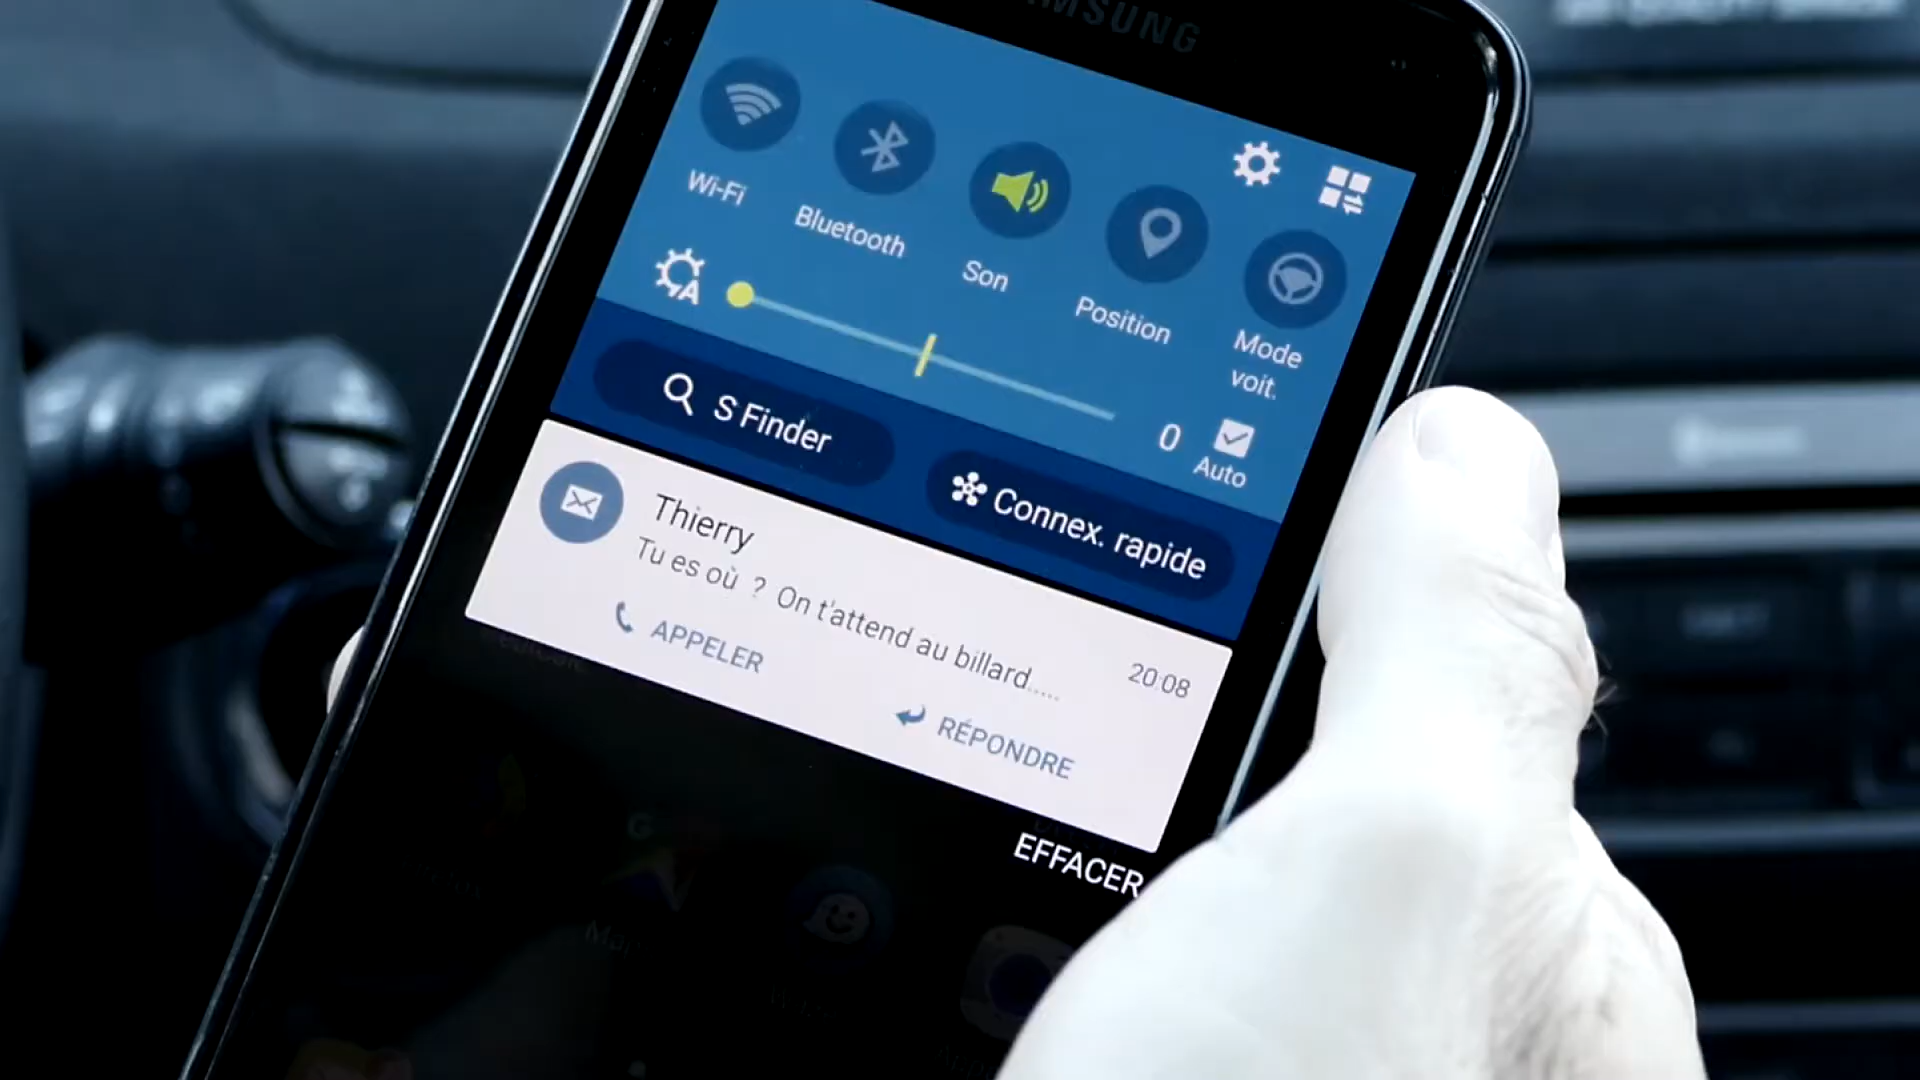 SAMSUNG
Wi-Fi
Bluetooth
Son
Position
Mode
voit.
0
Auto
S Finder
Connex. rapide
Thierry
Tu es où ? On t'attend au billard.....
20:08
APPELER
RÉPONDRE
EFFACER